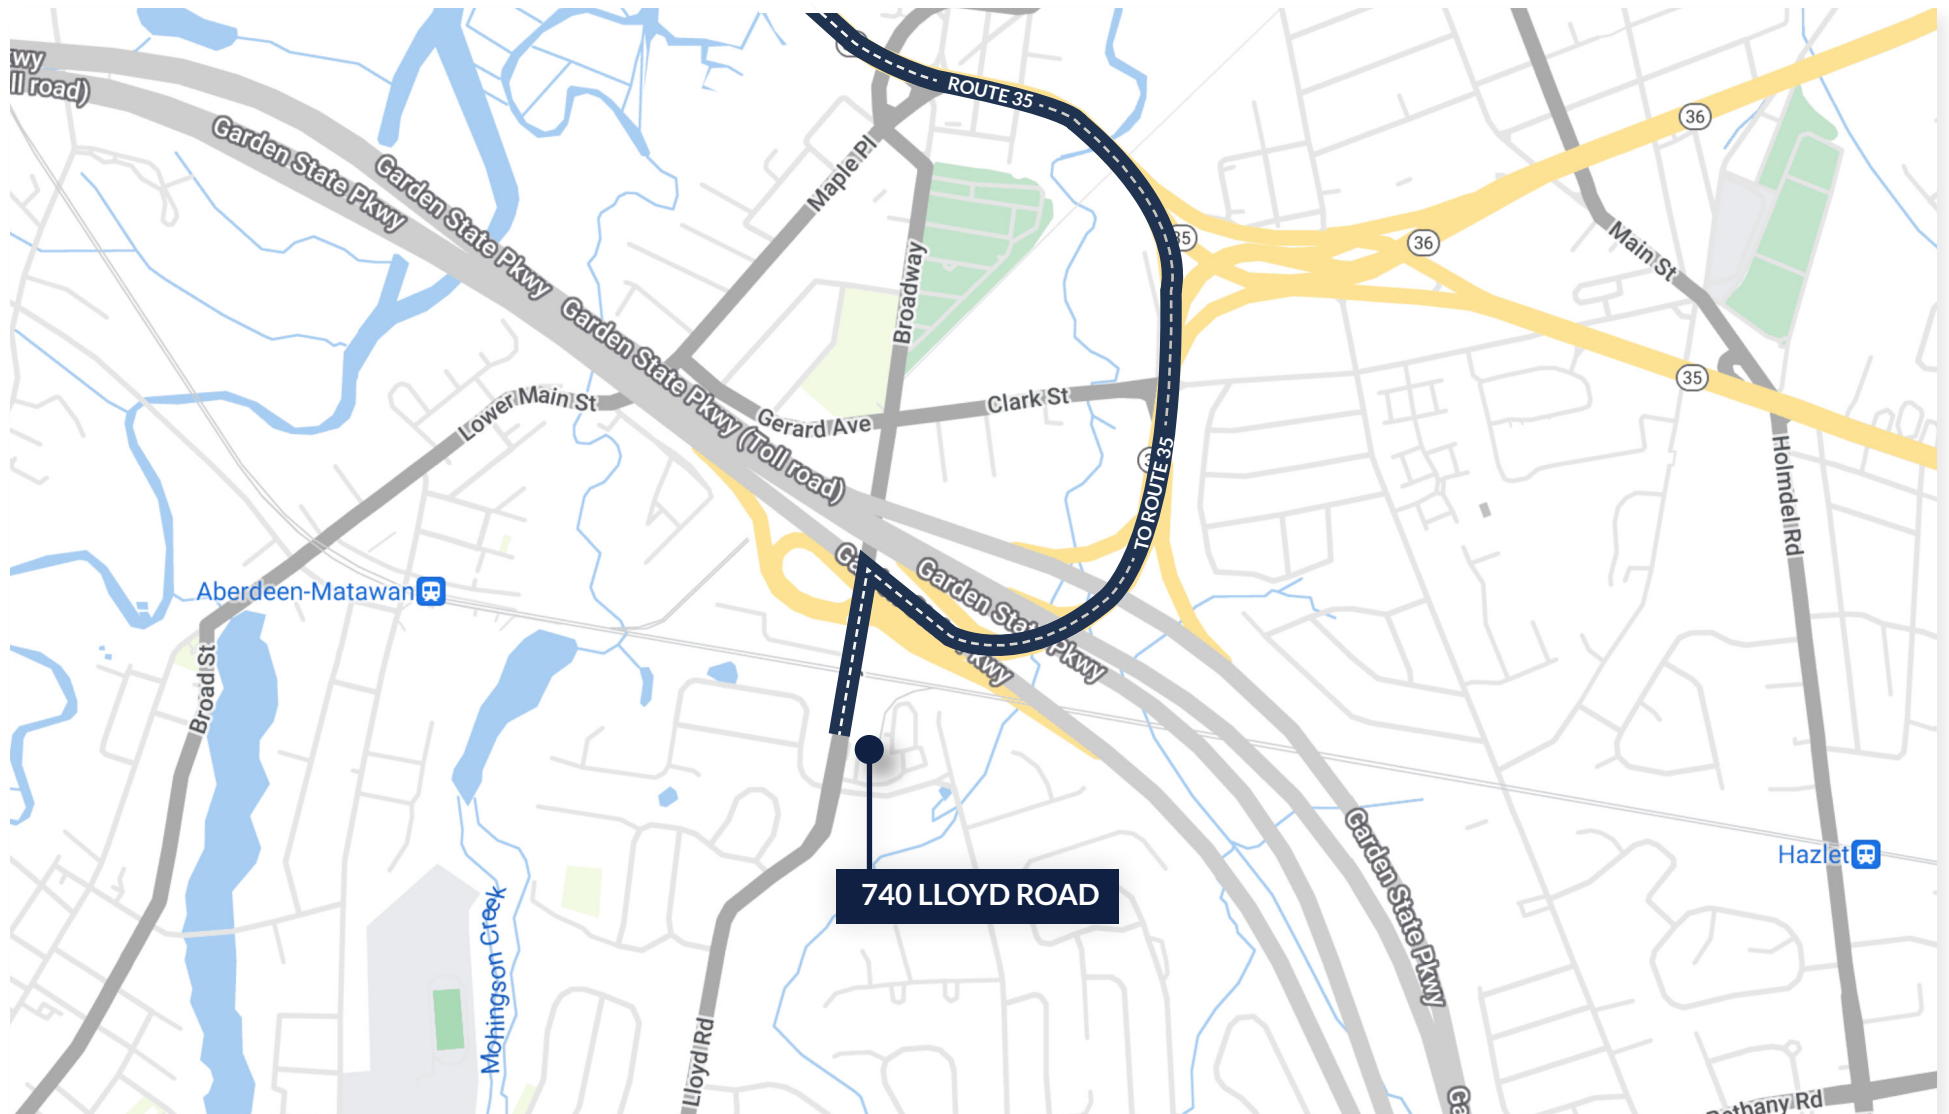 wy
ll road)
Garden State Pkwy
Garden State Pkwy
ROUTE 35
36
Maple Pl
35
36
Main St
Broadway
Garden State Pkwy (Toll road)
35
Lower Main St
Gerard Ave
Clark St
TO ROUTE 35
Holmdel Rd
Aberdeen-Matawan
Garden State Pkwy
kwy
Broad St
740 LLOYD ROAD
Hazlet
Garden State Pkwy
Mohingson Creek
Lloyd Rd
Ga
Bethany Rd